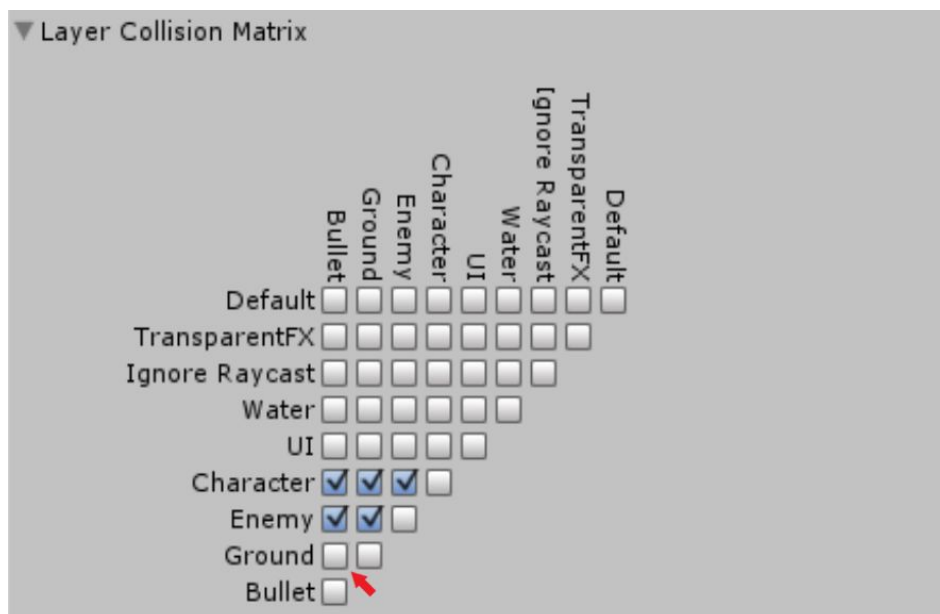 Layer Collision Matrix
Bullet
Ground
Enemy
Character
UI
Water
Ignore Raycast
TransparentFX
Default
Default
TransparentFX
Ignore Raycast
Water
UI
Character
Enemy
Ground
Bullet